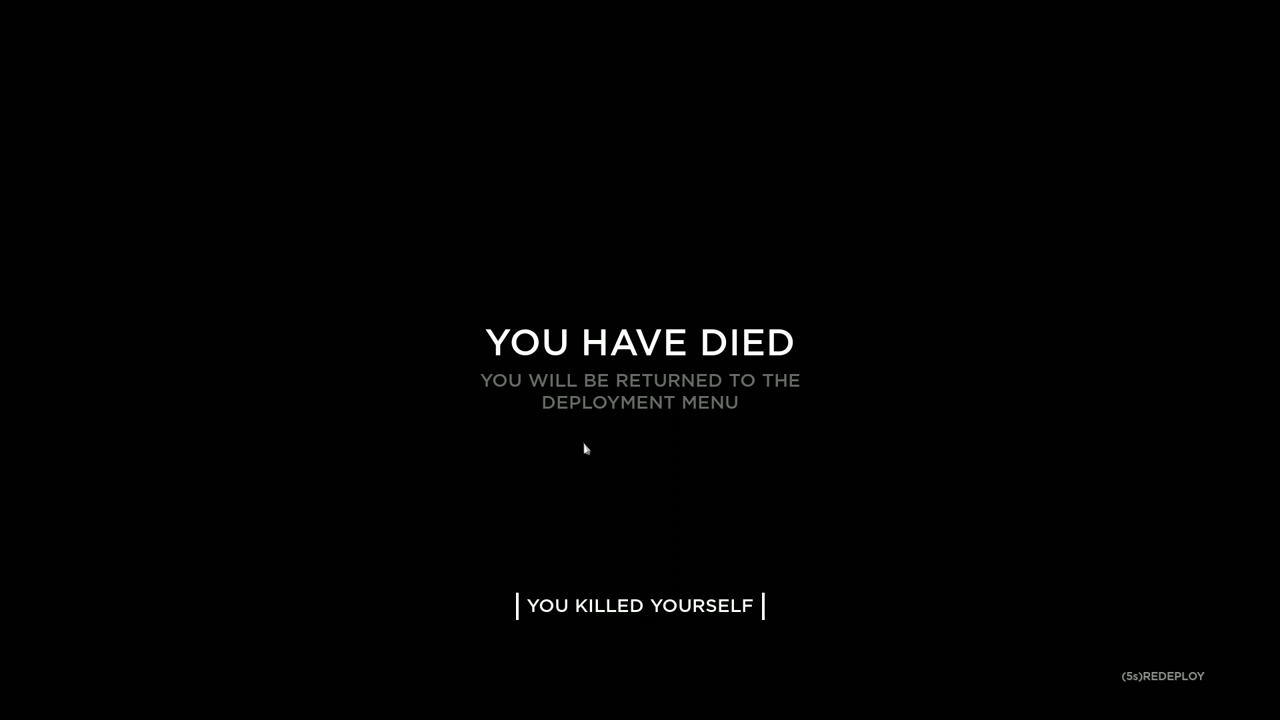 YOU HAVE DIED
YOU WILL BE RETURNED TO THE
DEPLOYMENT MENU
YOU KILLED YOURSELF
(5s)REDEPLOY